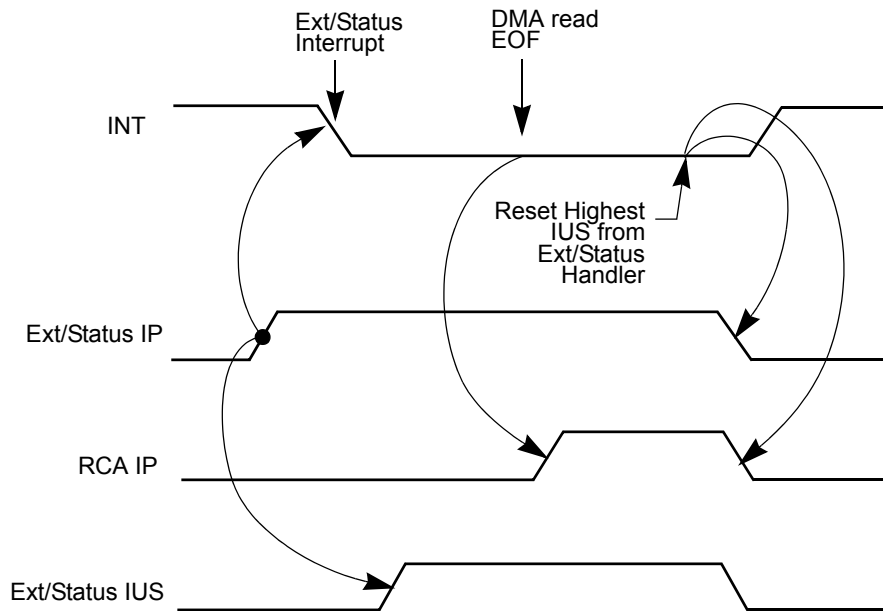 Ext/Status
Interrupt
DMA read
EOF
INT
Reset Highest
IUS from
Ext/Status
Handler
Ext/Status IP
RCA IP
Ext/Status IUS